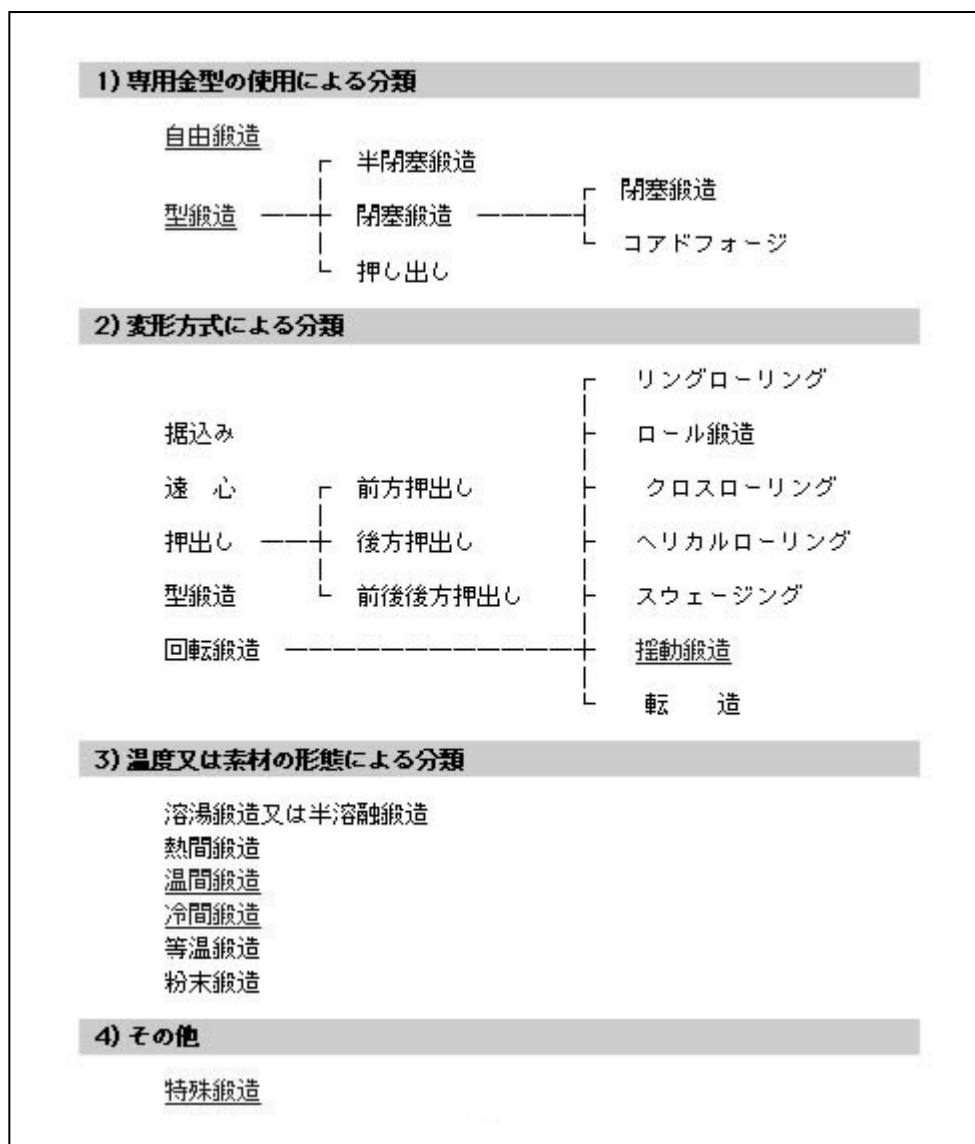 1) 専用金型の使用による分類
自由鍛造
半閉塞鍛造
閉塞鍛造
型鍛造
閉塞鍛造
コアドフォージ
押し出し
2) 変形方式による分類
リングローリング
据込み
ロール鍛造
遠 心
前方押出し
クロスローリング
押出し
後方押出し
ヘリカルローリング
型鍛造
前後後方押出し
スウェージング
回転鍛造
揺動鍛造
転 造
3) 温度又は素材の形態による分類
溶湯鍛造又は半溶融鍛造
熱間鍛造
温間鍛造
冷間鍛造
等温鍛造
粉末鍛造
4) その他
特殊鍛造